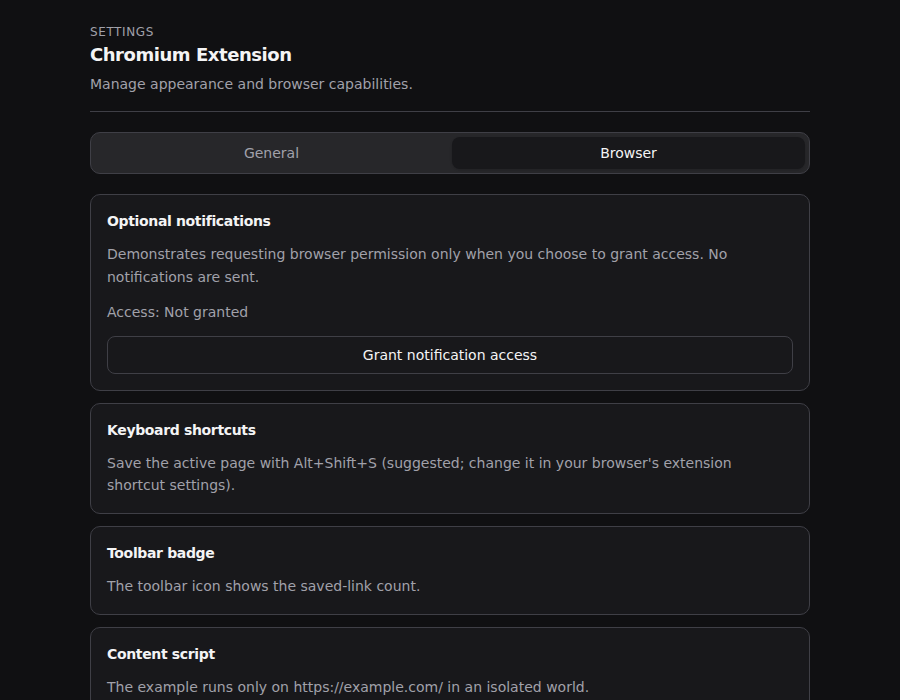 SETTINGS
Chromium Extension
Manage appearance and browser capabilities.
General
Browser
Optional notifications
Demonstrates requesting browser permission only when you choose to grant access. No
notifications are sent.
Access: Not granted
Grant notification access
Keyboard shortcuts
Save the active page with Alt+Shift+S (suggested; change it in your browser's extension
shortcut settings).
Toolbar badge
The toolbar icon shows the saved-link count.
Content script
The example runs only on https://example.com/ in an isolated world.